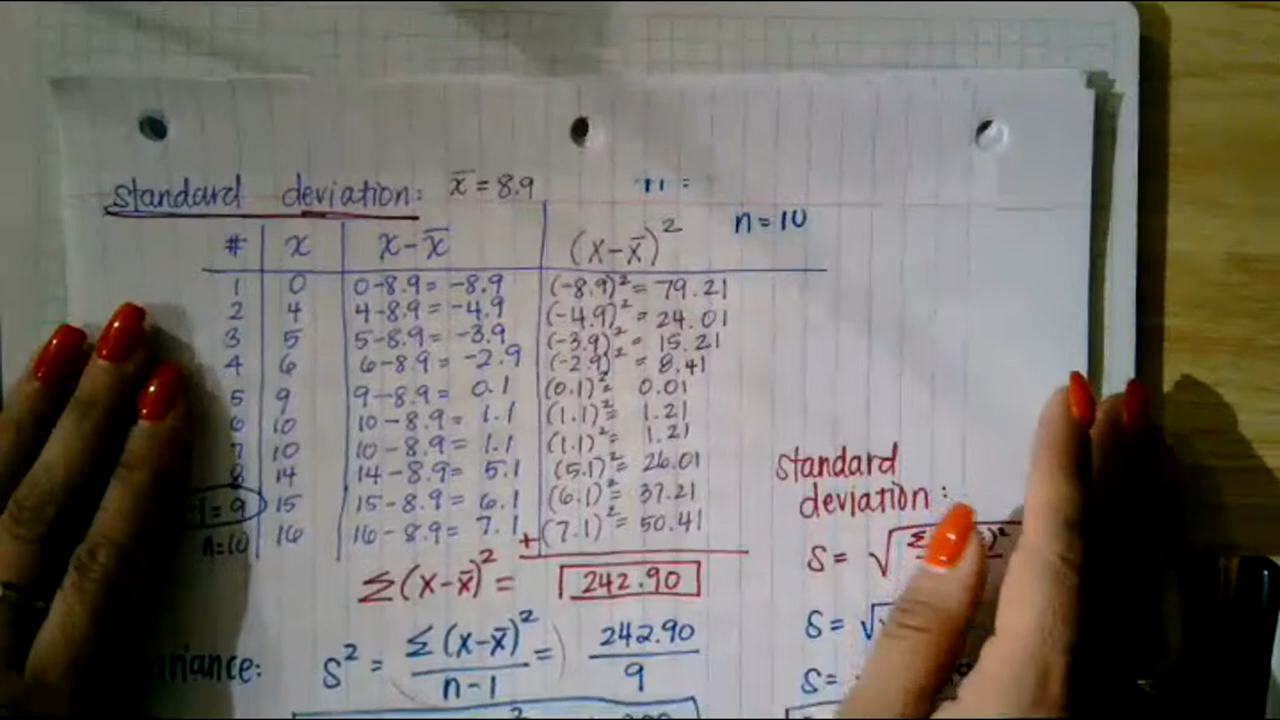 standard deviation: x̄ = 8.9
n = 10
# x x-x̄ (x-x̄)²
1 0 0-8.9= -8.9 (-8.9)² = 79.21
2 4 4-8.9= -4.9 (-4.9)² = 24.01
3 5 5-8.9= -3.9 (-3.9)² = 15.21
4 6 6-8.9= -2.9 (-2.9)² = 8.41
5 9 9-8.9= 0.1 (0.1)² = 0.01
6 10 10-8.9= 1.1 (1.1)² = 1.21
7 10 10-8.9= 1.1 (1.1)² = 1.21
8 14 14-8.9= 5.1 (5.1)² = 26.01
-1=9 15 15-8.9= 6.1 (6.1)² = 37.21
n=10 16 16-8.9= 7.1 + (7.1)² = 50.41
Σ(x-x̄)² = 242.90
variance: s² = Σ(x-x̄)² / n-1 = 242.90 / 9
standard
deviation:
s = √
s = √
s =